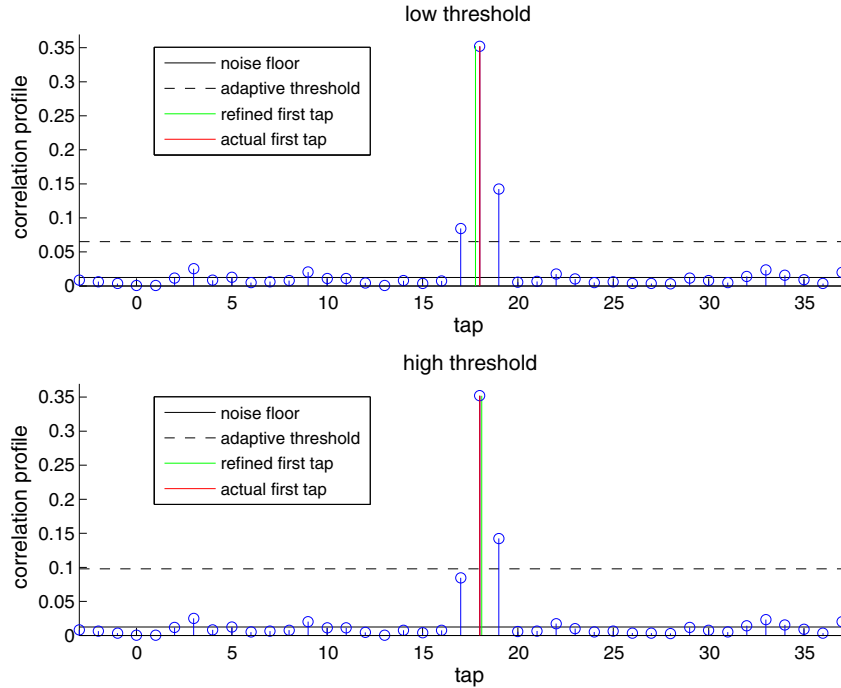 low threshold
correlation profile
0.35
0.3
0.25
0.2
0.15
0.1
0.05
0
noise floor
adaptive threshold
refined first tap
actual first tap
0 5 10 15 20 25 30 35
tap
high threshold
correlation profile
0.35
0.3
0.25
0.2
0.15
0.1
0.05
0
noise floor
adaptive threshold
refined first tap
actual first tap
0 5 10 15 20 25 30 35
tap